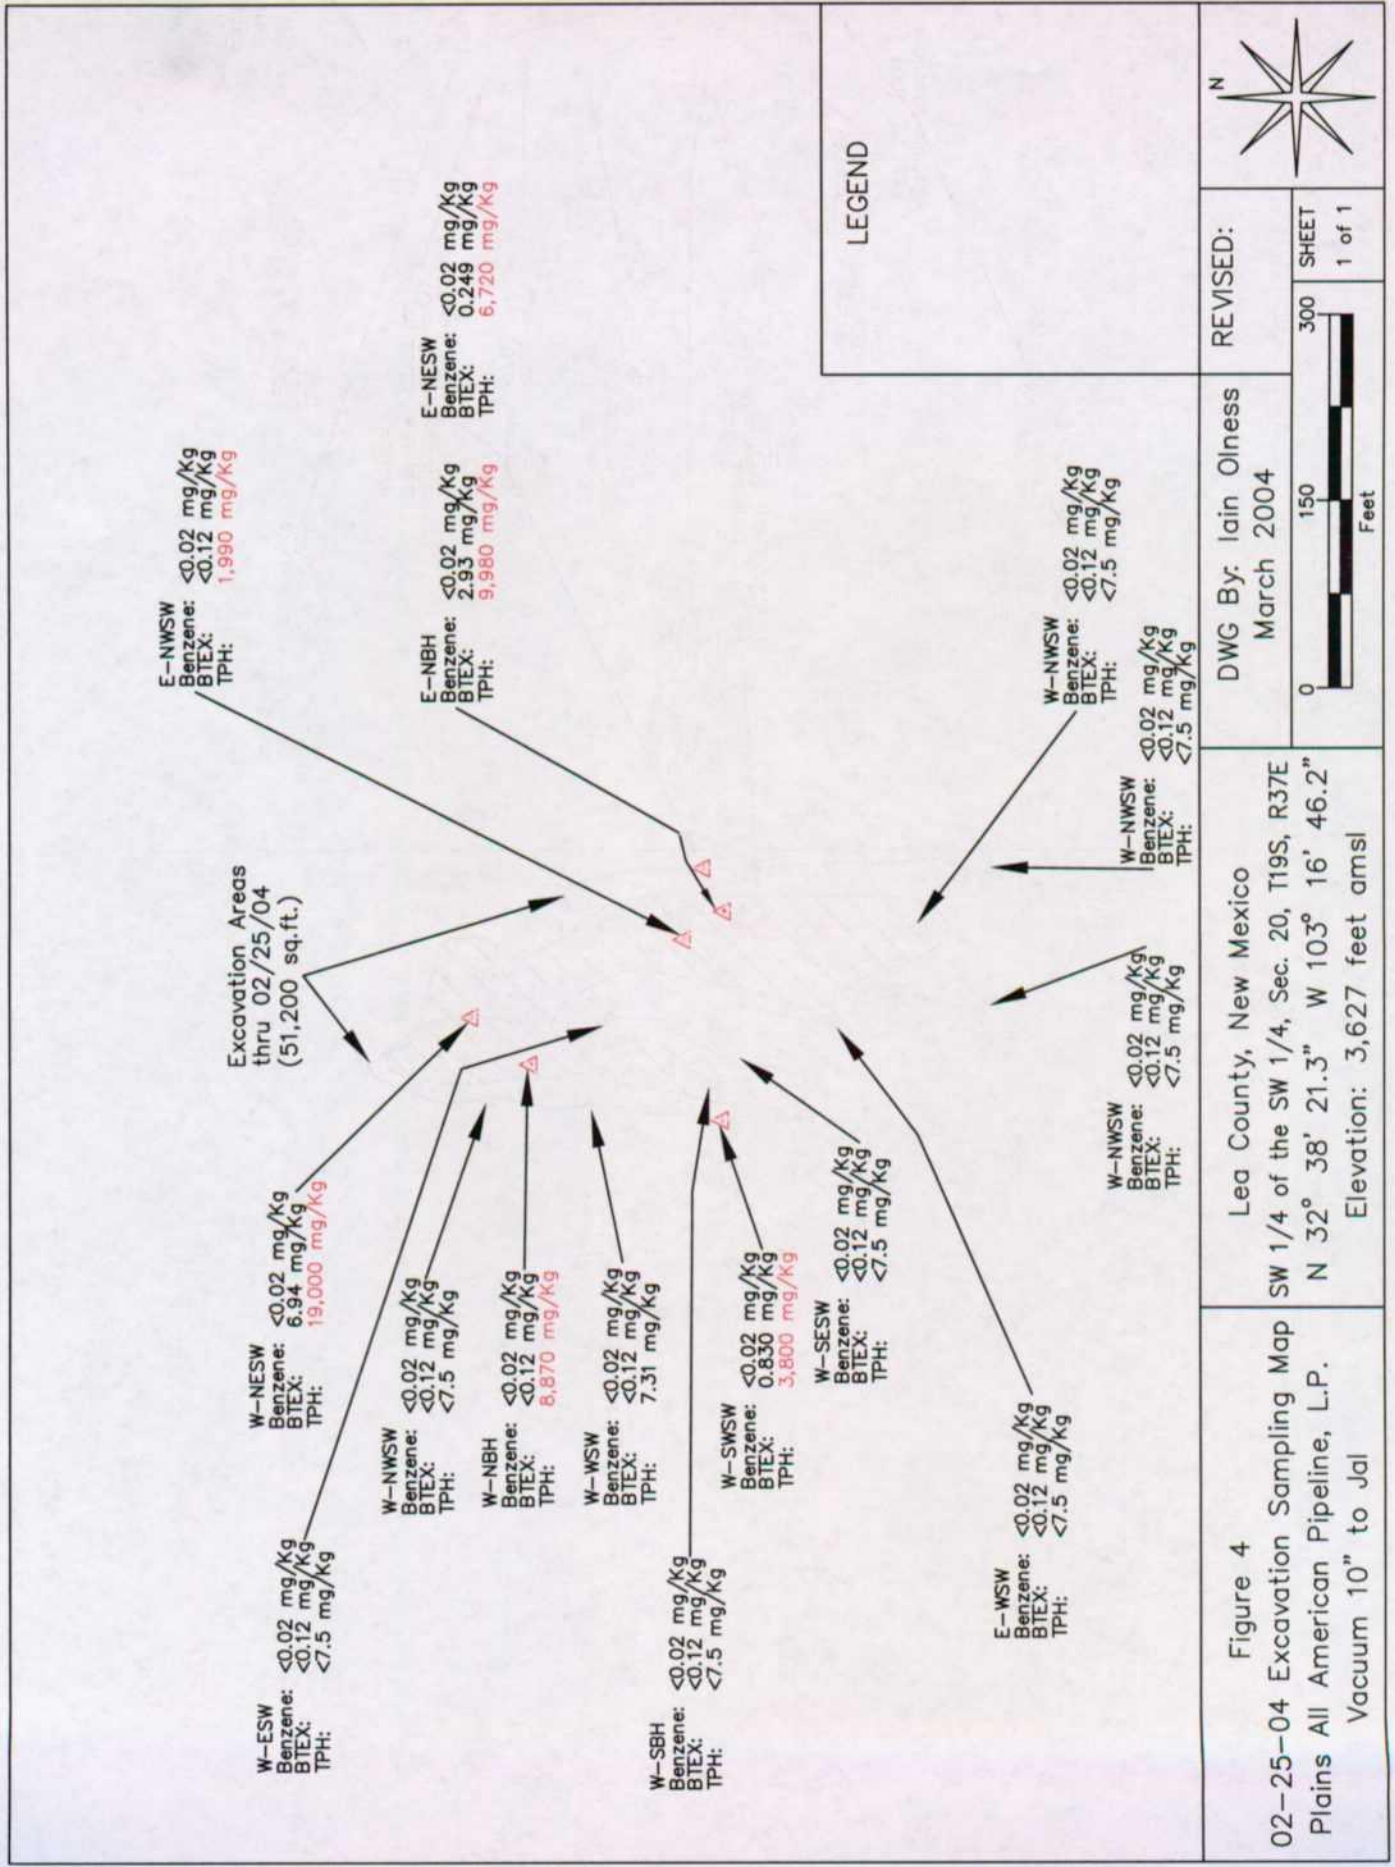 Excavation Areas
thru 02/25/04
(51,200 sq.ft.)
E-NWSW
Benzene: <0.02 mg/Kg
BTEX: <0.12 mg/Kg
TPH: 1,990 mg/Kg
W-ESW
Benzene: <0.02 mg/Kg
BTEX: <0.12 mg/Kg
TPH: <7.5 mg/Kg
W-NESW
Benzene: <0.02 mg/Kg
BTEX: 6.94 mg/Kg
TPH: 19,000 mg/Kg
W-NWSW
Benzene: <0.02 mg/Kg
BTEX: <0.12 mg/Kg
TPH: <7.5 mg/Kg
E-NBH
Benzene: <0.02 mg/Kg
BTEX: 2.93 mg/Kg
TPH: 9,980 mg/Kg
E-NESW
Benzene: <0.02 mg/Kg
BTEX: 0.249 mg/Kg
TPH: 6,720 mg/Kg
W-NBH
Benzene: <0.02 mg/Kg
BTEX: <0.12 mg/Kg
TPH: 8,870 mg/Kg
W-WSW
Benzene: <0.02 mg/Kg
BTEX: <0.12 mg/Kg
TPH: 7.31 mg/Kg
W-SBH
Benzene: <0.02 mg/Kg
BTEX: <0.12 mg/Kg
TPH: <7.5 mg/Kg
W-SWSW
Benzene: <0.02 mg/Kg
BTEX: 0.830 mg/Kg
TPH: 3,800 mg/Kg
W-SESW
Benzene: <0.02 mg/Kg
BTEX: <0.12 mg/Kg
TPH: <7.5 mg/Kg
E-WSW
Benzene: <0.02 mg/Kg
BTEX: <0.12 mg/Kg
TPH: <7.5 mg/Kg
W-NWSW
Benzene: <0.02 mg/Kg
BTEX: <0.12 mg/Kg
TPH: <7.5 mg/Kg
W-NWSW
Benzene: <0.02 mg/Kg
BTEX: <0.12 mg/Kg
TPH: <7.5 mg/Kg
W-NWSW
Benzene: <0.02 mg/Kg
BTEX: <0.12 mg/Kg
TPH: <7.5 mg/Kg
LEGEND
Figure 4
02-25-04 Excavation Sampling Map
Plains All American Pipeline, L.P.
Vacuum 10" to Jal
Lea County, New Mexico
SW 1/4 of the SW 1/4, Sec. 20, T19S, R37E
N 32° 38' 21.3" W 103° 16' 46.2"
Elevation: 3,627 feet amsl
DWG By: Iain Olness
March 2004
REVISED:
0 150 300
Feet
SHEET
1 of 1
N